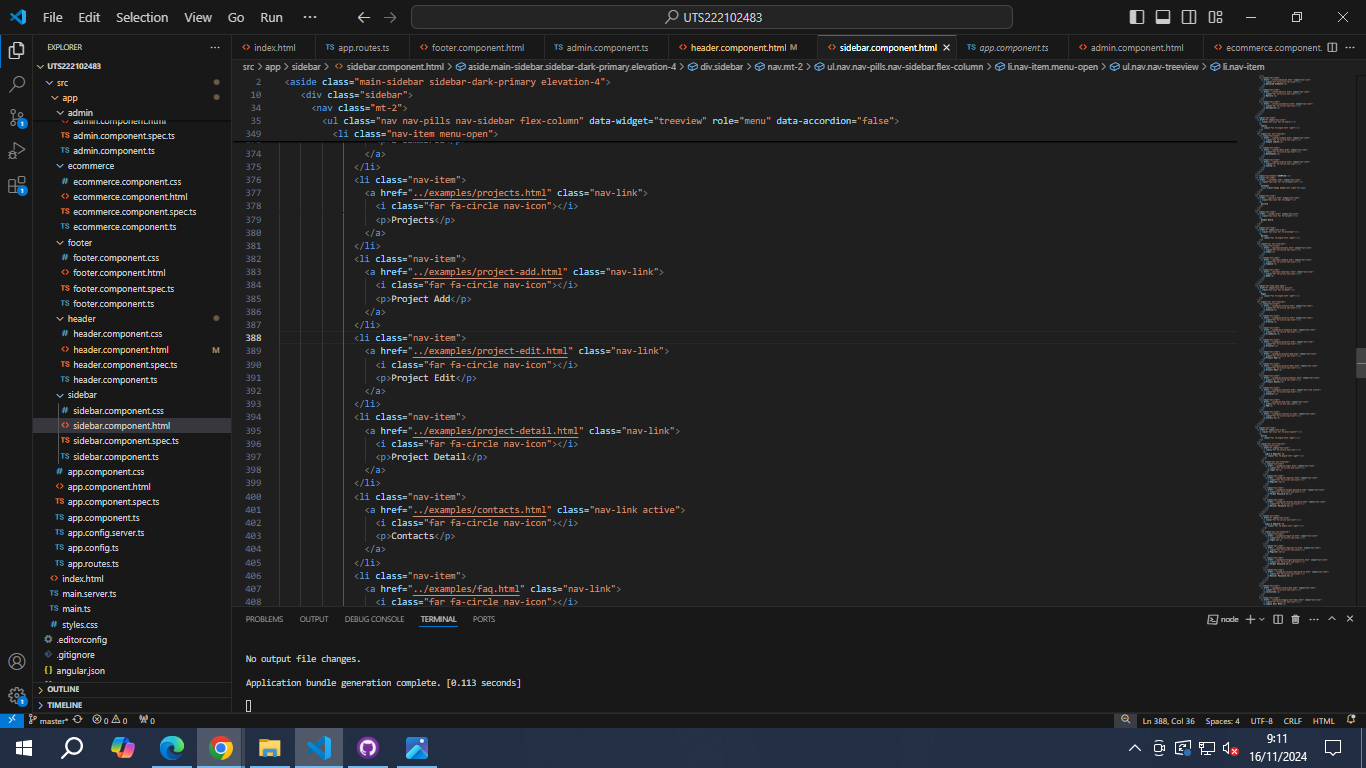 File Edit Selection View Go Run ··· UTS222102483
EXPLORER ···
UTS222102483
src
app
admin
admin.component.html
admin.component.spec.ts
admin.component.ts
ecommerce
ecommerce.component.css
ecommerce.component.html
ecommerce.component.spec.ts
ecommerce.component.ts
footer
footer.component.css
footer.component.html
footer.component.spec.ts
footer.component.ts
header
header.component.css
header.component.html M
header.component.spec.ts
header.component.ts
sidebar
sidebar.component.css
sidebar.component.html
sidebar.component.spec.ts
sidebar.component.ts
app.component.css
app.component.html
app.component.spec.ts
app.component.ts
app.config.server.ts
app.config.ts
app.routes.ts
index.html
main.server.ts
main.ts
styles.css
.editorconfig
.gitignore
angular.json
OUTLINE
TIMELINE
index.html app.routes.ts footer.component.html admin.component.ts header.component.html M sidebar.component.html app.component.ts admin.component.html ecommerce.component.
src > app > sidebar > sidebar.component.html > aside.main-sidebar.sidebar-dark-primary.elevation-4 > div.sidebar > nav.mt-2 > ul.nav.nav-pills.nav-sidebar.flex-column > li.nav-item.menu-open > ul.nav.nav-treeview > li.nav-item
2 <aside class="main-sidebar sidebar-dark-primary elevation-4">
10 <div class="sidebar">
34 <nav class="mt-2">
35 <ul class="nav nav-pills nav-sidebar flex-column" data-widget="treeview" role="menu" data-accordion="false">
349 <li class="nav-item menu-open">
374 </a>
375 </li>
376 <li class="nav-item">
377 <a href="../examples/projects.html" class="nav-link">
378 <i class="far fa-circle nav-icon"></i>
379 <p>Projects</p>
380 </a>
381 </li>
382 <li class="nav-item">
383 <a href="../examples/project-add.html" class="nav-link">
384 <i class="far fa-circle nav-icon"></i>
385 <p>Project Add</p>
386 </a>
387 </li>
388 <li class="nav-item">
389 <a href="../examples/project-edit.html" class="nav-link">
390 <i class="far fa-circle nav-icon"></i>
391 <p>Project Edit</p>
392 </a>
393 </li>
394 <li class="nav-item">
395 <a href="../examples/project-detail.html" class="nav-link">
396 <i class="far fa-circle nav-icon"></i>
397 <p>Project Detail</p>
398 </a>
399 </li>
400 <li class="nav-item">
401 <a href="../examples/contacts.html" class="nav-link active">
402 <i class="far fa-circle nav-icon"></i>
403 <p>Contacts</p>
404 </a>
405 </li>
406 <li class="nav-item">
407 <a href="../examples/faq.html" class="nav-link">
408 <i class="far fa-circle nav-icon"></i>
PROBLEMS OUTPUT DEBUG CONSOLE TERMINAL PORTS node
No output file changes.
Application bundle generation complete. [0.113 seconds]
master* 0 0 0 Ln 388, Col 36 Spaces: 4 UTF-8 CRLF HTML
9:11
16/11/2024